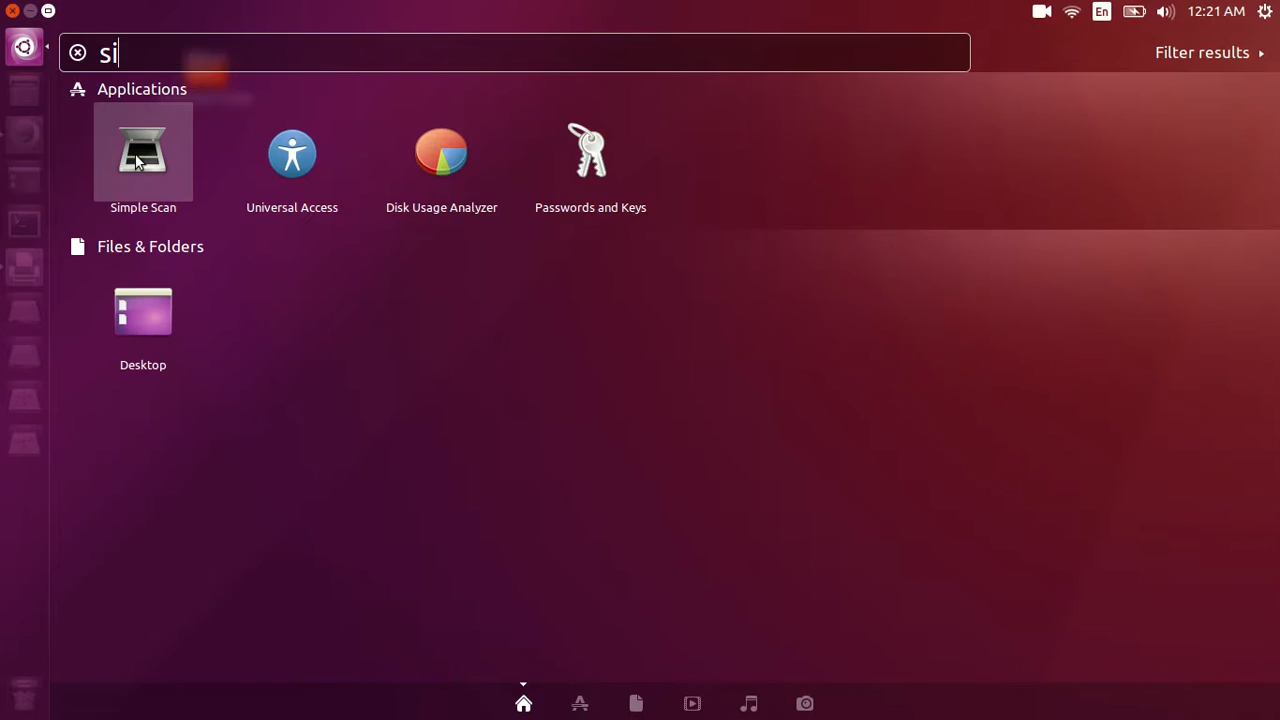 En
12:21 AM
si
Filter results
Applications
Simple Scan
Universal Access
Disk Usage Analyzer
Passwords and Keys
Files & Folders
Desktop